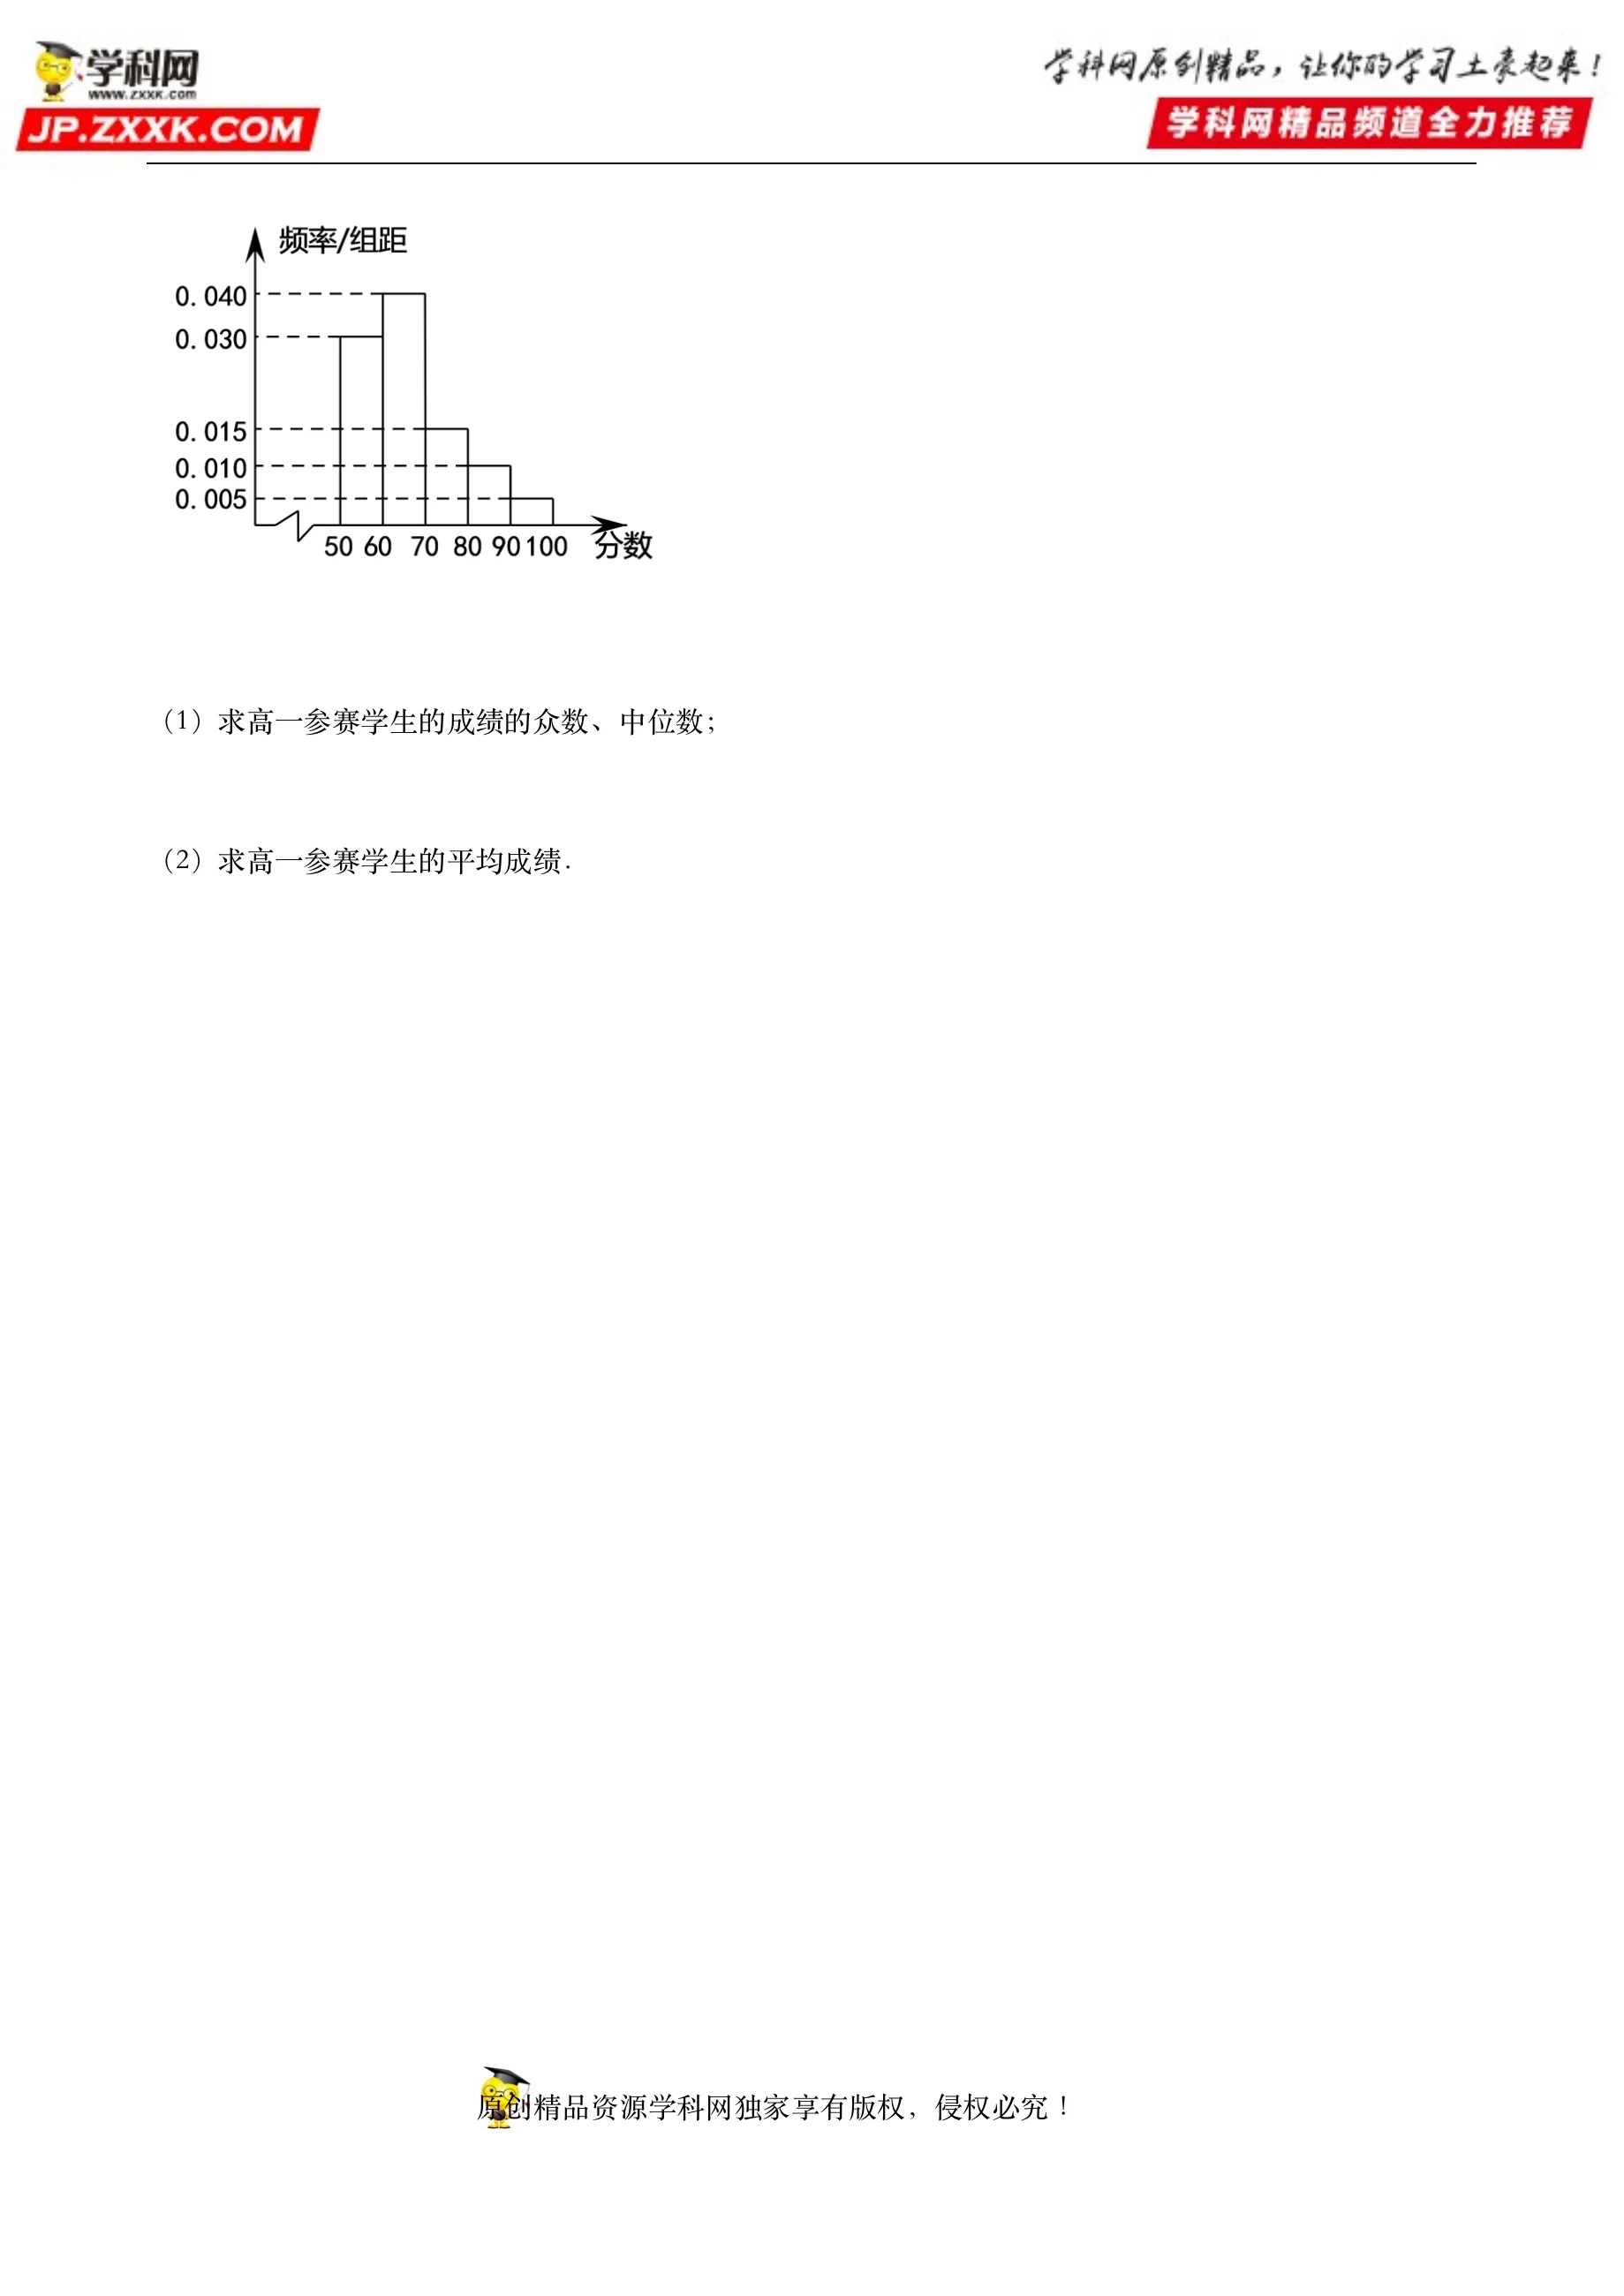 学科网
www.zxxk.com
JP.ZXXK.COM
学科网原创精品，让你的学习土豪起来！
学科网精品频道全力推荐
频率/组距
0.040
0.030
0.015
0.010
0.005
50 60 70 80 90 100 分数
（1）求高一参赛学生的成绩的众数、中位数；
（2）求高一参赛学生的平均成绩.
原创精品资源学科网独家享有版权，侵权必究！